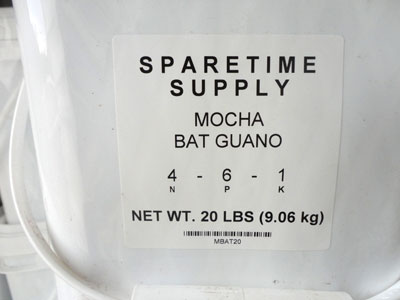 SPARETIME
SUPPLY
MOCHA
BAT GUANO
4 - 6 - 1
N P K
NET WT. 20 LBS (9.06 kg)
MBAT20